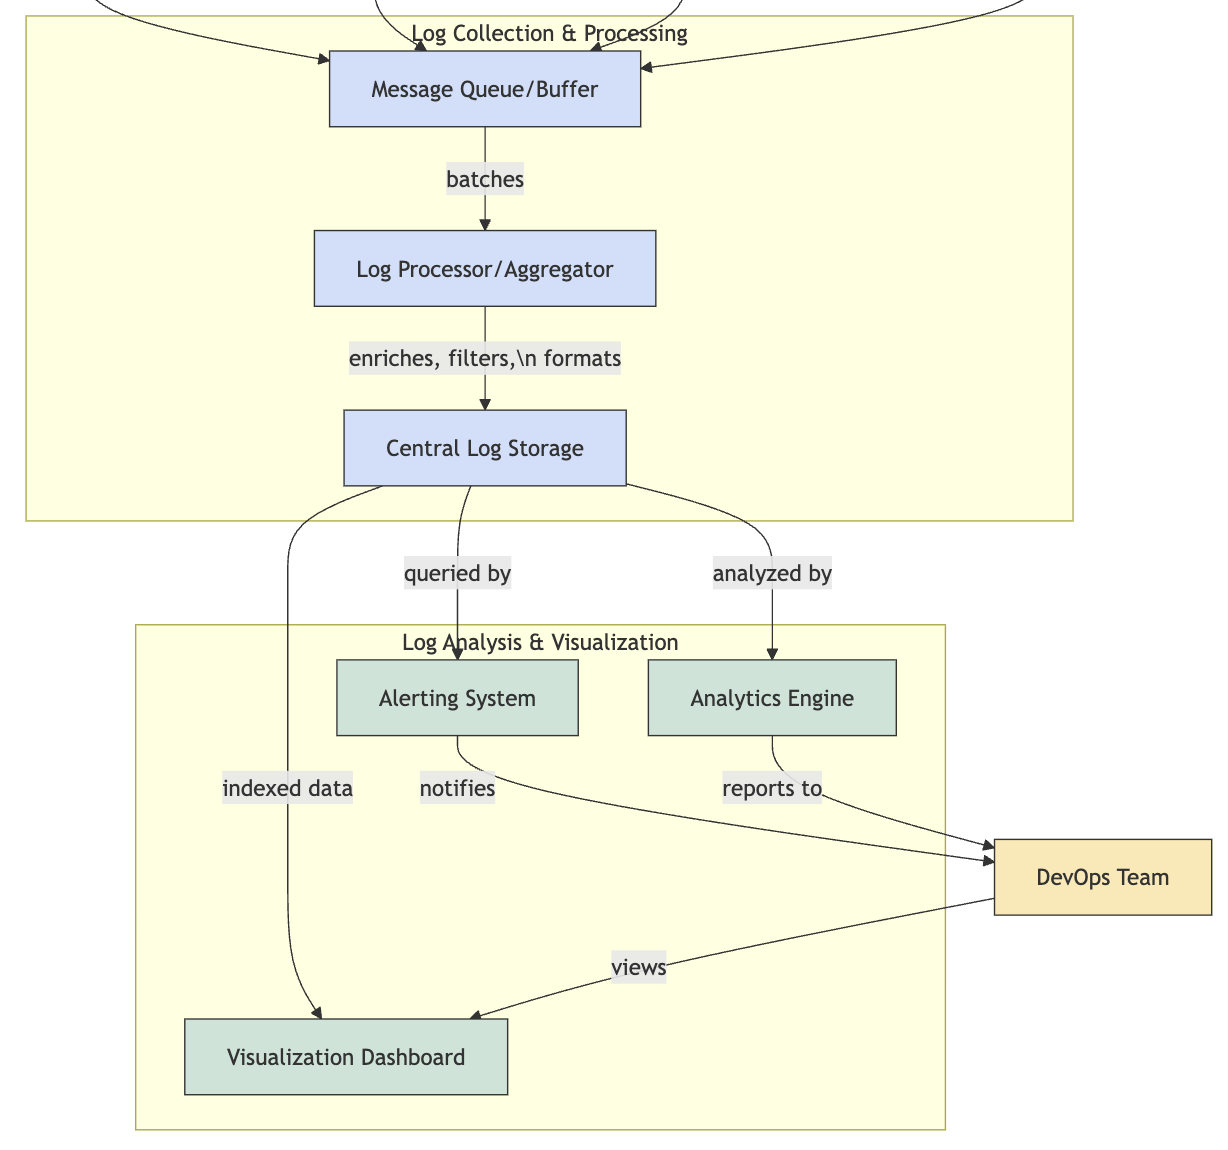 Log Collection & Processing
Message Queue/Buffer
batches
Log Processor/Aggregator
enriches, filters,\n formats
Central Log Storage
queried by
analyzed by
Log Analysis & Visualization
Alerting System
Analytics Engine
indexed data
notifies
reports to
DevOps Team
views
Visualization Dashboard